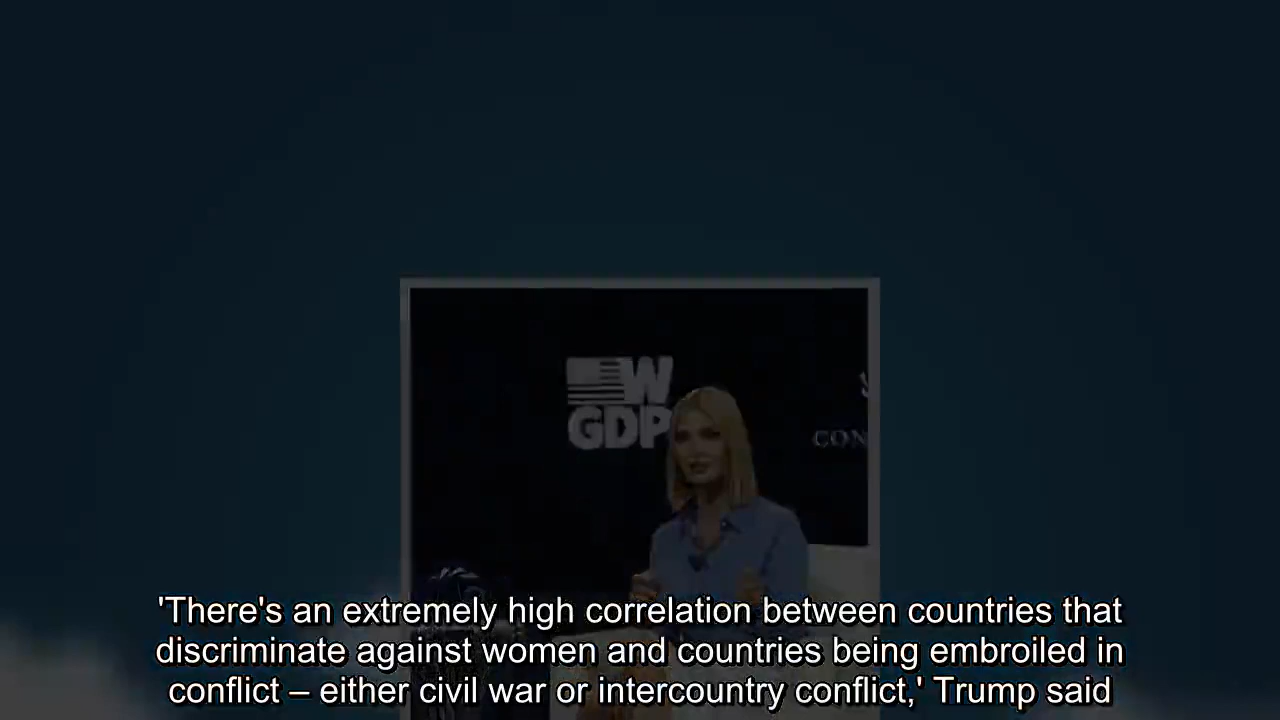 W
GDP
CON
'There's an extremely high correlation between countries that
discriminate against women and countries being embroiled in
conflict – either civil war or intercountry conflict,' Trump said